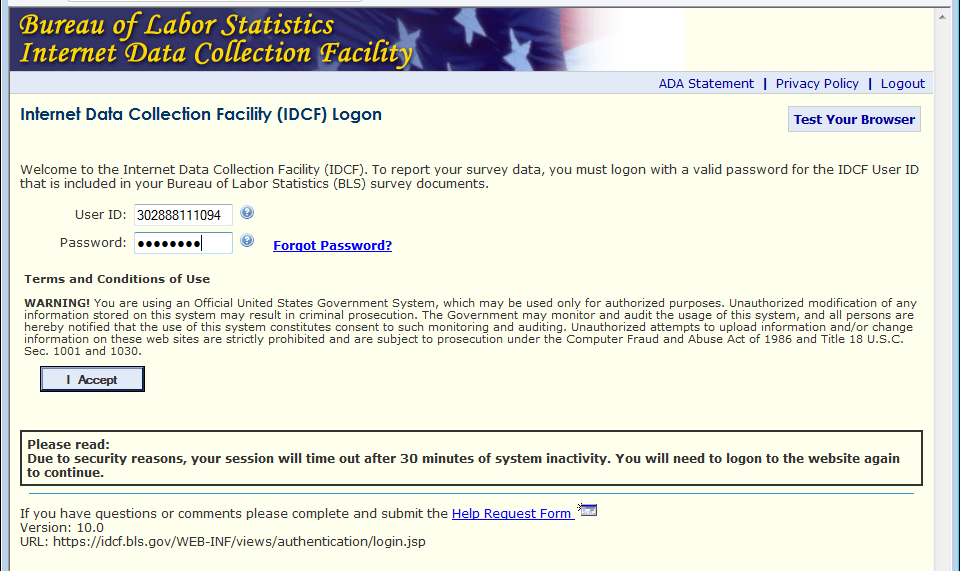 Bureau of Labor Statistics
Internet Data Collection Facility
ADA Statement | Privacy Policy | Logout
Internet Data Collection Facility (IDCF) Logon
Test Your Browser
Welcome to the Internet Data Collection Facility (IDCF). To report your survey data, you must logon with a valid password for the IDCF User ID
that is included in your Bureau of Labor Statistics (BLS) survey documents.
User ID: 302888111094
Password: ●●●●●●●●
Forgot Password?
Terms and Conditions of Use
WARNING! You are using an Official United States Government System, which may be used only for authorized purposes. Unauthorized modification of any
information stored on this system may result in criminal prosecution. The Government may monitor and audit the usage of this system, and all persons are
hereby notified that the use of this system constitutes consent to such monitoring and auditing. Unauthorized attempts to upload information and/or change
information on these web sites are strictly prohibited and are subject to prosecution under the Computer Fraud and Abuse Act of 1986 and Title 18 U.S.C.
Sec. 1001 and 1030.
I Accept
Please read:
Due to security reasons, your session will time out after 30 minutes of system inactivity. You will need to logon to the website again
to continue.
If you have questions or comments please complete and submit the Help Request Form
Version: 10.0
URL: https://idcf.bls.gov/WEB-INF/views/authentication/login.jsp